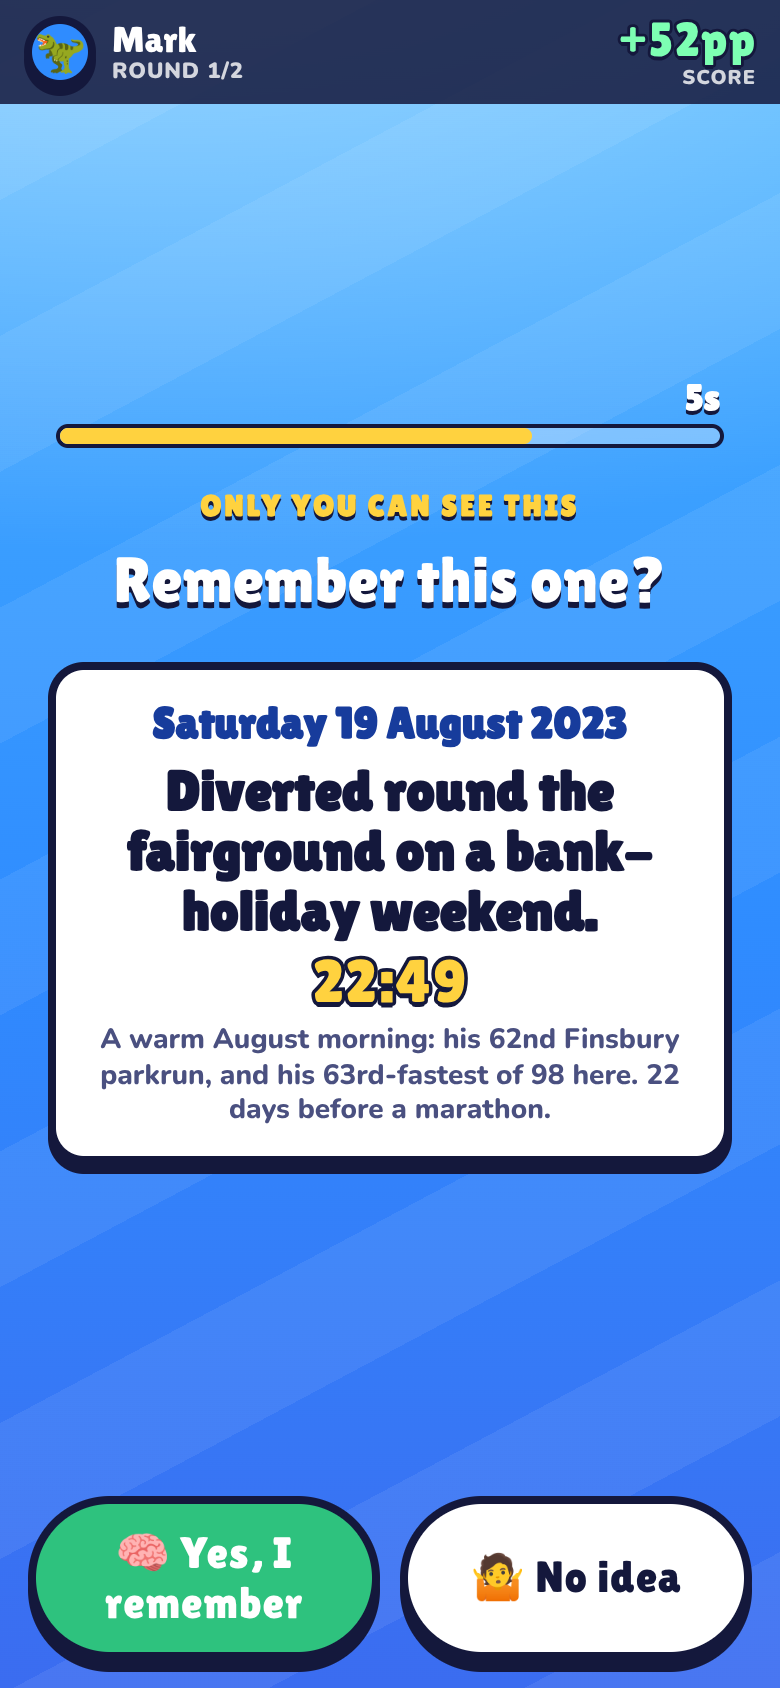 Mark
ROUND 1/2
+52pp
SCORE
5s
ONLY YOU CAN SEE THIS
Remember this one?
Saturday 19 August 2023
Diverted round the
fairground on a bank-
holiday weekend.
22:49
A warm August morning: his 62nd Finsbury
parkrun, and his 63rd-fastest of 98 here. 22
days before a marathon.
Yes, I
remember
No idea